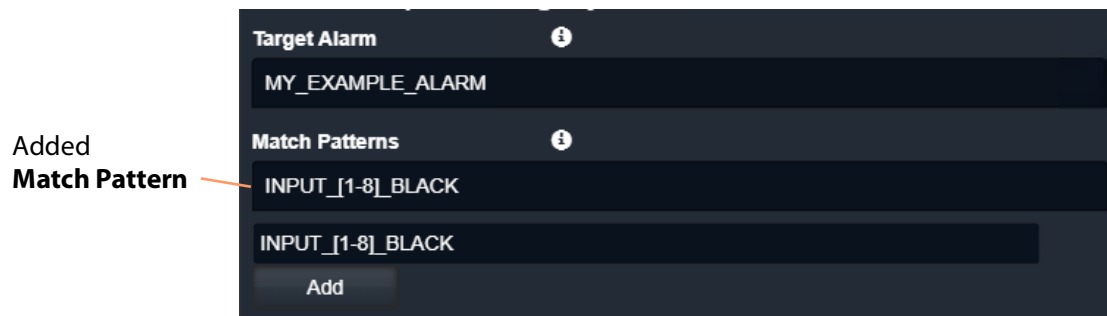 Target Alarm
MY_EXAMPLE_ALARM
Match Patterns
Added
Match Pattern
INPUT_[1-8]_BLACK
INPUT_[1-8]_BLACK
Add